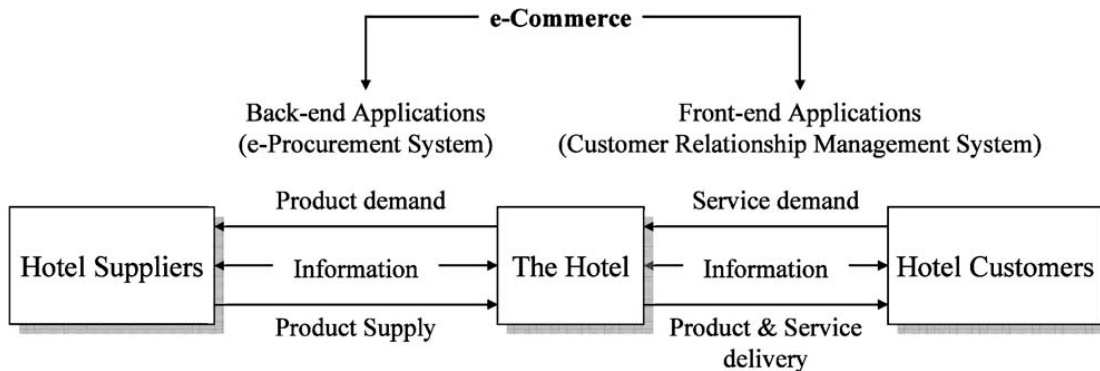 e-Commerce
Back-end Applications
(e-Procurement System)
Front-end Applications
(Customer Relationship Management System)
Product demand
Service demand
Hotel Suppliers
Information
The Hotel
Information
Hotel Customers
Product Supply
Product & Service
delivery